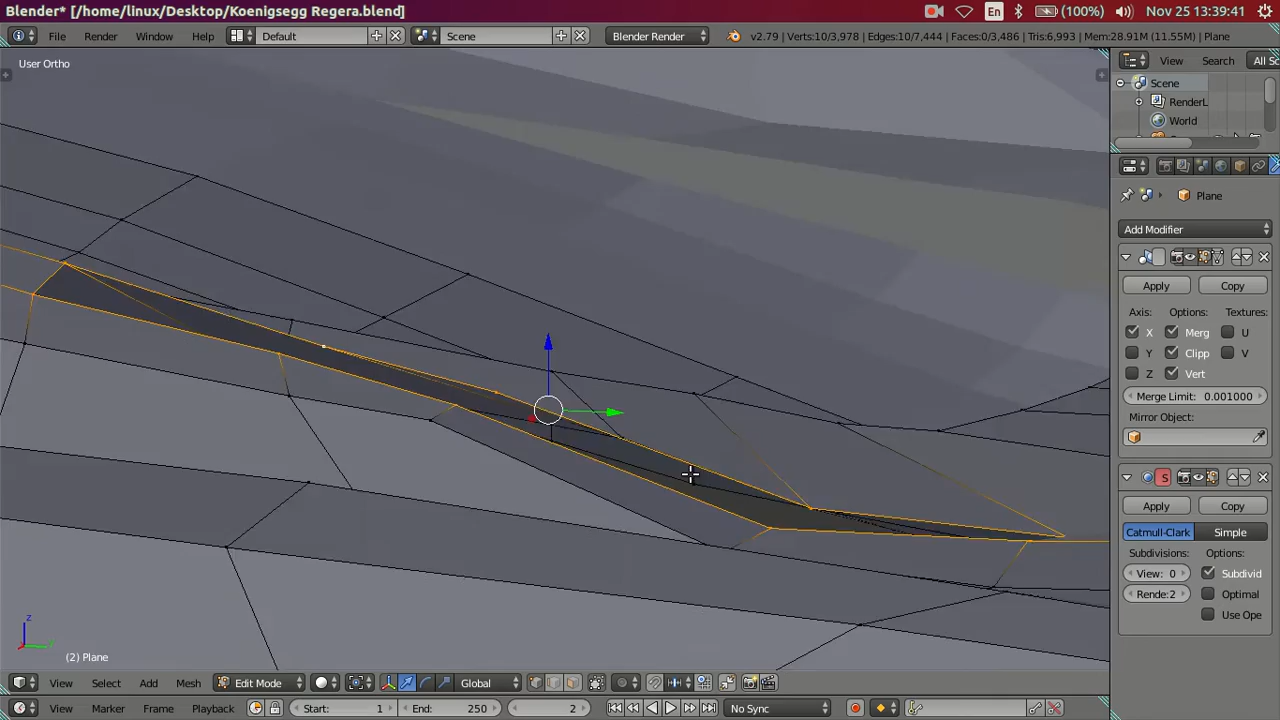 Blender* [/home/linux/Desktop/Koenigsegg Regera.blend]
En
(100%)
Nov 25 13:39:41
File
Render
Window
Help
Default
Scene
Blender Render
v2.79 | Verts:10/3,978 | Edges:10/7,444 | Faces:0/3,486 | Tris:6,993 | Mem:28.91M (11.55M) | Plane
User Ortho
View
Search
All Sc
Scene
RenderL
World
Plane
Add Modifier
Apply
Copy
Axis:
Options:
Textures:
X
Merg
U
Y
Clipp
V
Z
Vert
Merge Limit: 0.001000
Mirror Object:
S
Apply
Copy
Catmull-Clark
Simple
Subdivisions:
Options:
View: 0
Subdivid
Rende:2
Optimal
Use Ope
z
y
(2) Plane
View
Select
Add
Mesh
Edit Mode
Global
View
Marker
Frame
Playback
Start:
1
End:
250
2
No Sync